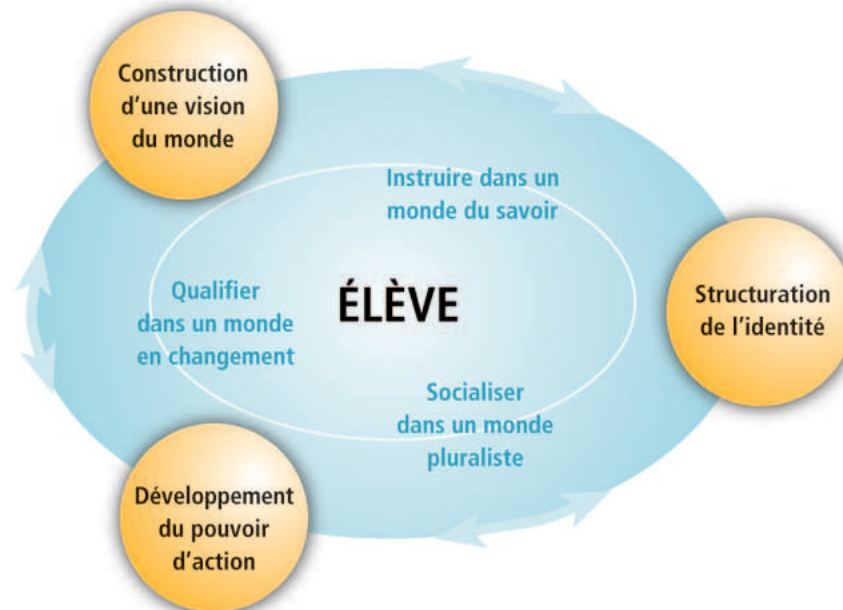 Construction
d'une vision
du monde
Instruire dans un
monde du savoir
Qualifier
dans un monde
en changement
ÉLÈVE
Structuration
de l'identité
Socialiser
dans un monde
pluraliste
Développement
du pouvoir
d'action